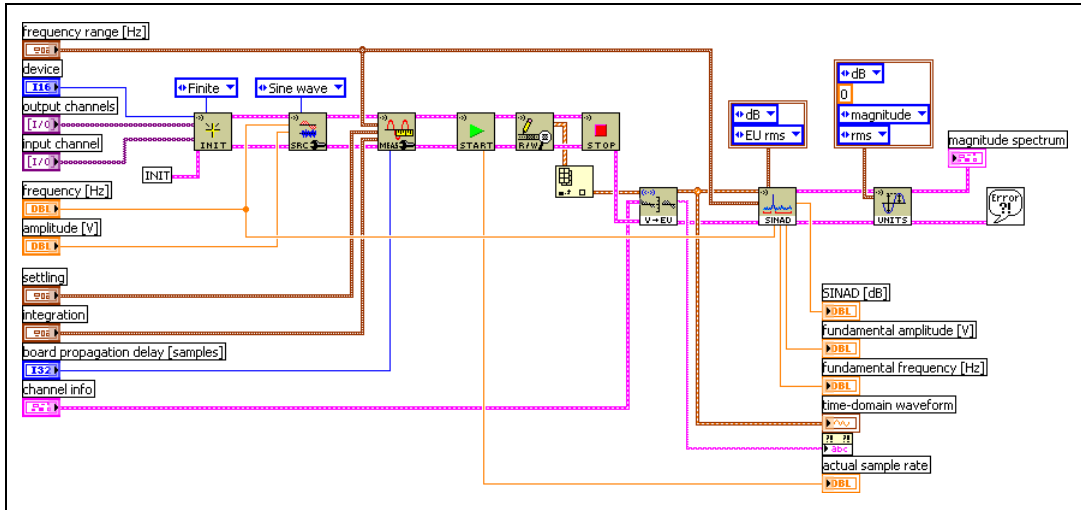 frequency range [Hz]
device
I16
output channels
[I/O]
input channel
[I/O]
INIT
frequency [Hz]
DBL
amplitude [V]
DBL
settling
integration
board propagation delay [samples]
I32
channel info
Finite
Sine wave
INIT
SRC
MEAS
START
R/W
STOP
V→EU
dB
EU rms
SINAD
dB
0
magnitude
rms
UNITS
magnitude spectrum
Error
?!
SINAD [dB]
DBL
fundamental amplitude [V]
DBL
fundamental frequency [Hz]
DBL
time-domain waveform
?! ?!
abc
actual sample rate
DBL